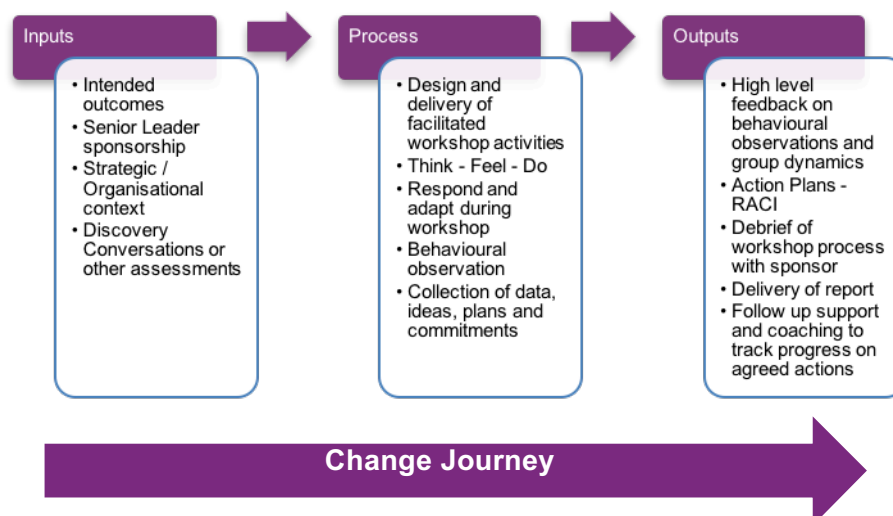 Inputs
• Intended
outcomes
• Senior Leader
sponsorship
• Strategic /
Organisational
context
• Discovery
Conversations or
other assessments
Process
• Design and
delivery of
facilitated
workshop activities
• Think - Feel - Do
• Respond and
adapt during
workshop
• Behavioural
observation
• Collection of data,
ideas, plans and
commitments
Outputs
• High level
feedback on
behavioural
observations and
group dynamics
• Action Plans -
RACI
• Debrief of
workshop process
with sponsor
• Delivery of report
• Follow up support
and coaching to
track progress on
agreed actions
Change Journey